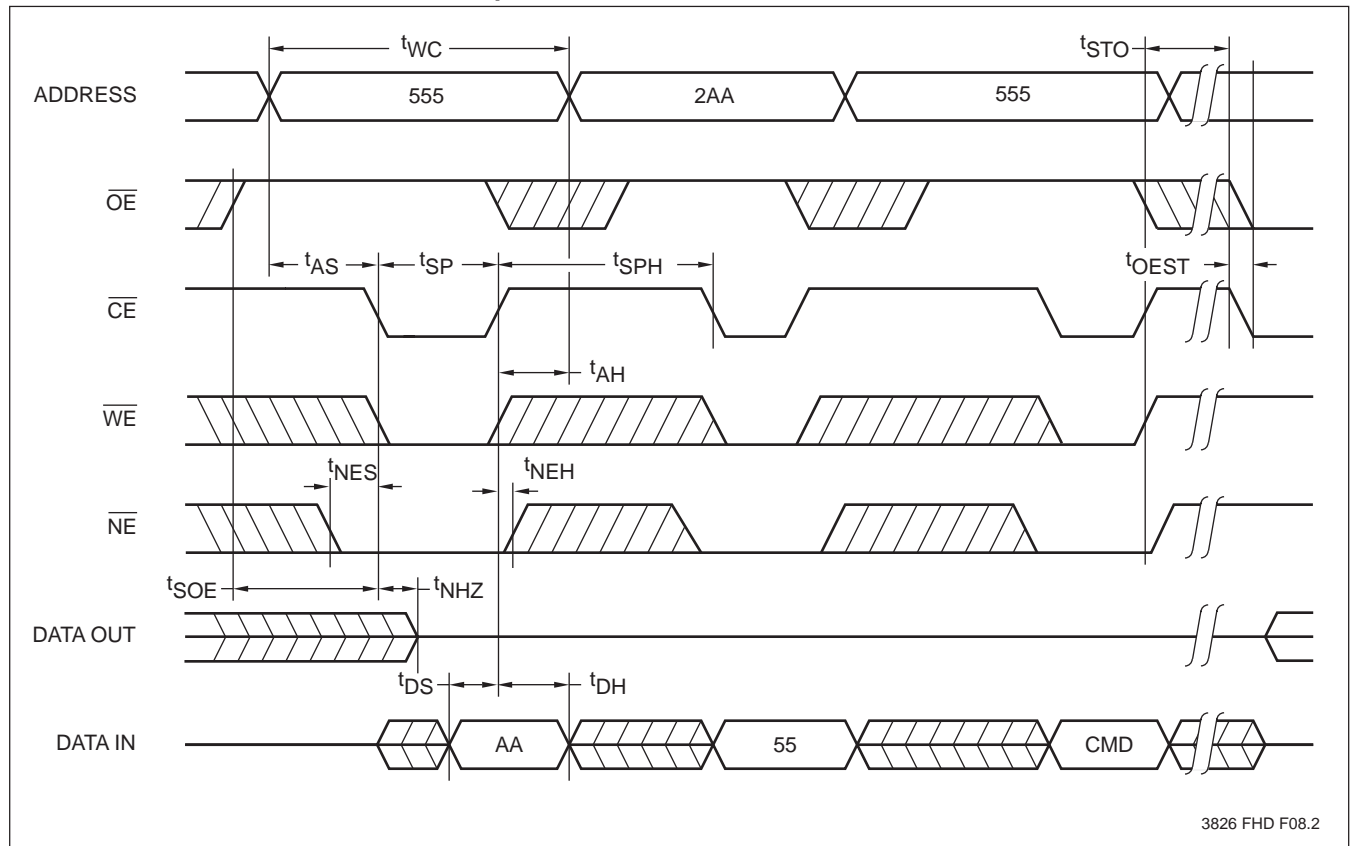 tWC
tSTO
ADDRESS
555
2AA
555
OE
tAS
tSP
tSPH
tOEST
CE
tAH
WE
tNES
tNEH
NE
tSOE
tNHZ
DATA OUT
tDS
tDH
DATA IN
AA
55
CMD
3826 FHD F08.2